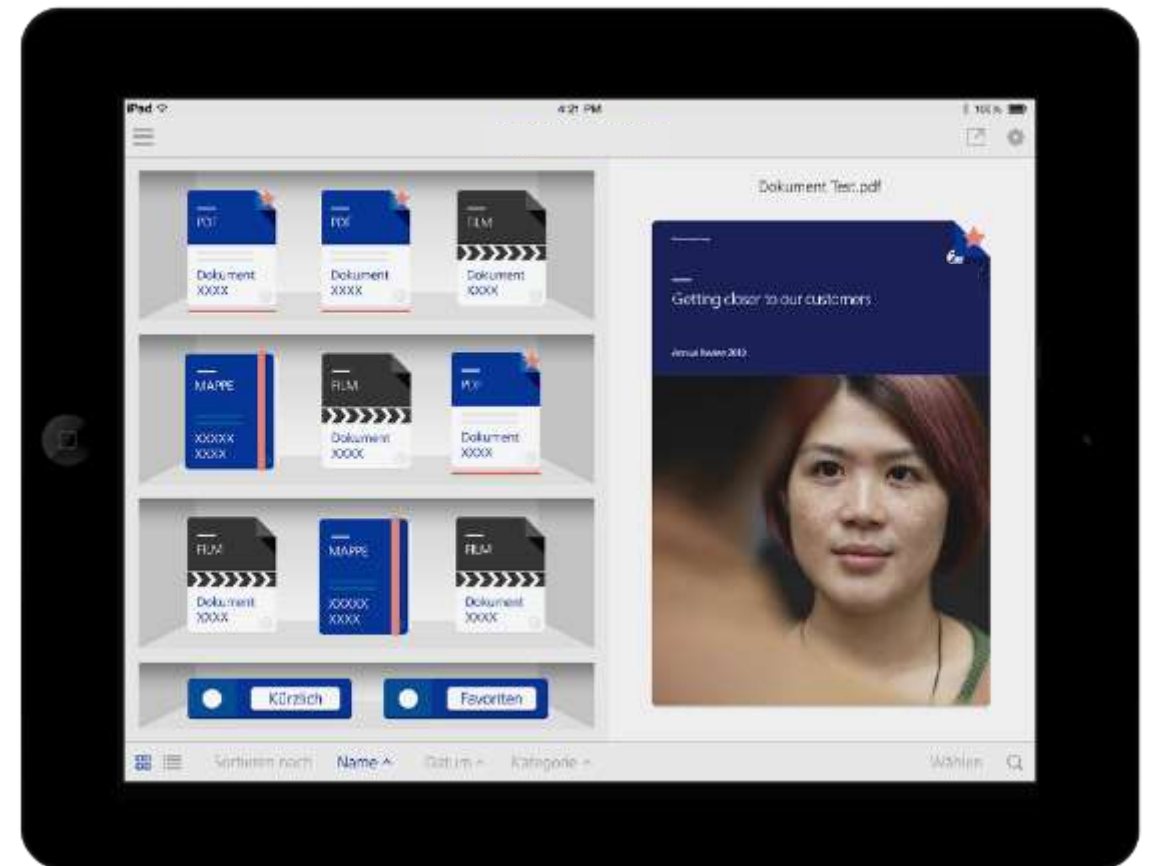 iPad
4:21 PM
100%
Dokument Test.pdf
PDF
Dokument
XXXX
PDF
Dokument
XXXX
FILM
Dokument
XXXX
MAPPE
XXXXX
XXXX
FILM
Dokument
XXXX
PDF
Dokument
XXXX
FILM
Dokument
XXXX
MAPPE
XXXXX
XXXX
FILM
Dokument
XXXX
Kürzlich
Favoriten
Getting closer to our customers
Sortieren nach Name Datum Kategorie
Wählen